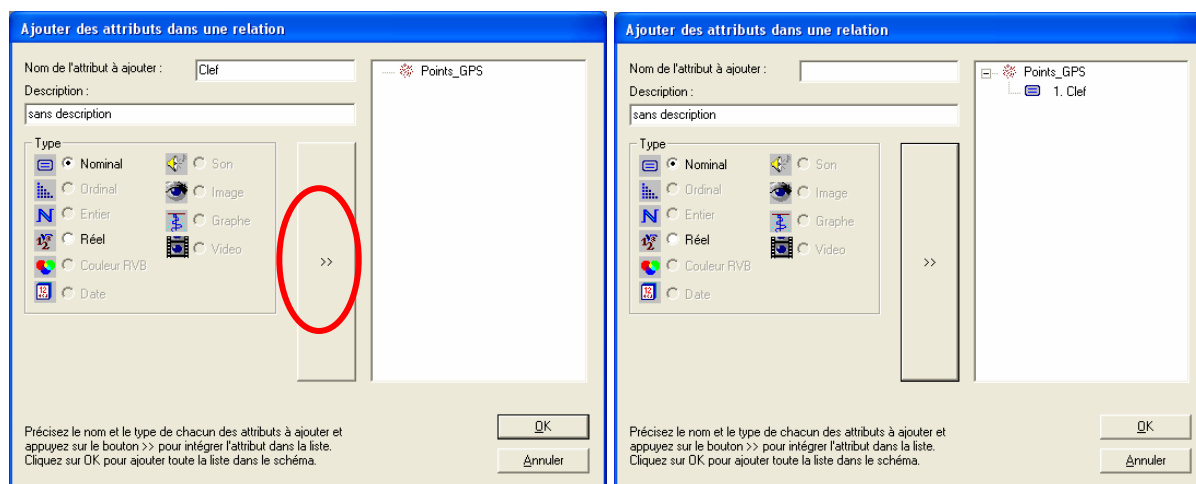 Ajouter des attributs dans une relation
Nom de l'attribut à ajouter :
Clef
Description :
sans description
Type
Nominal
Son
Ordinal
Image
Entier
Graphe
Réel
Video
Couleur RVB
Date
>>
Points_GPS
Précisez le nom et le type de chacun des attributs à ajouter et
appuyez sur le bouton >> pour intégrer l'attribut dans la liste.
Cliquez sur OK pour ajouter toute la liste dans le schéma.
OK
Annuler
Ajouter des attributs dans une relation
Nom de l'attribut à ajouter :
Description :
sans description
Type
Nominal
Son
Ordinal
Image
Entier
Graphe
Réel
Video
Couleur RVB
Date
>>
Points_GPS
1. Clef
Précisez le nom et le type de chacun des attributs à ajouter et
appuyez sur le bouton >> pour intégrer l'attribut dans la liste.
Cliquez sur OK pour ajouter toute la liste dans le schéma.
OK
Annuler